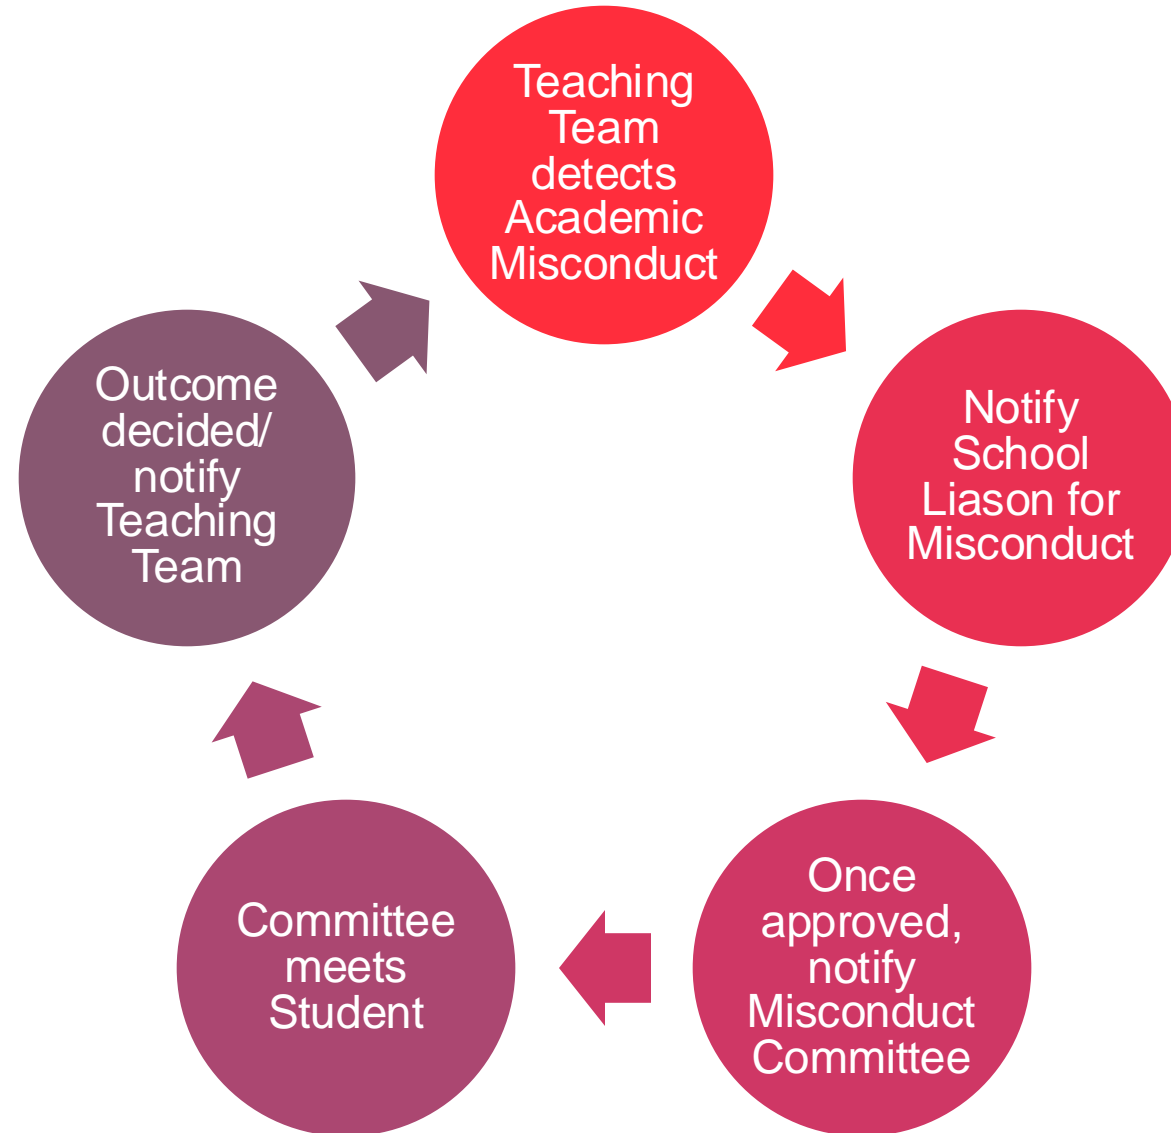 Teaching
Team
detects
Academic
Misconduct
Notify
School
Liason for
Misconduct
Once
approved,
notify
Misconduct
Committee
Committee
meets
Student
Outcome
decided/
notify
Teaching
Team